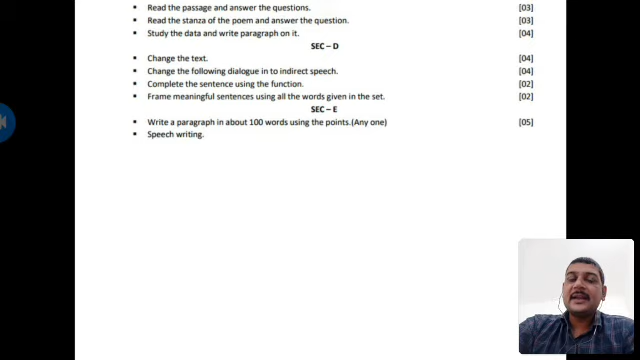 ▪ Read the passage and answer the questions. [03]
▪ Read the stanza of the poem and answer the question. [03]
▪ Study the data and write paragraph on it. [04]
SEC – D
▪ Change the text. [04]
▪ Change the following dialogue in to indirect speech. [04]
▪ Complete the sentence using the function. [02]
▪ Frame meaningful sentences using all the words given in the set. [02]
SEC – E
▪ Write a paragraph in about 100 words using the points.(Any one) [05]
▪ Speech writing.